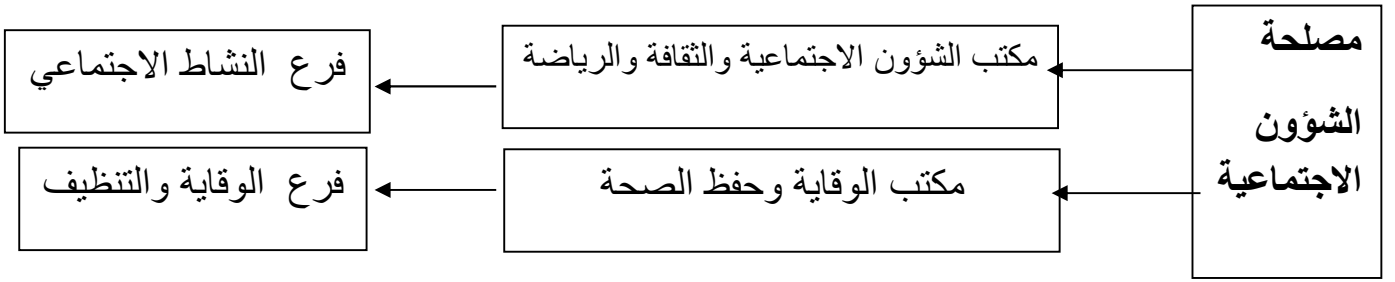 مصلحة
الشؤون
الاجتماعية
مكتب الشؤون الاجتماعية والثقافة والرياضة
فرع النشاط الاجتماعي
مكتب الوقاية وحفظ الصحة
فرع الوقاية والتنظيف